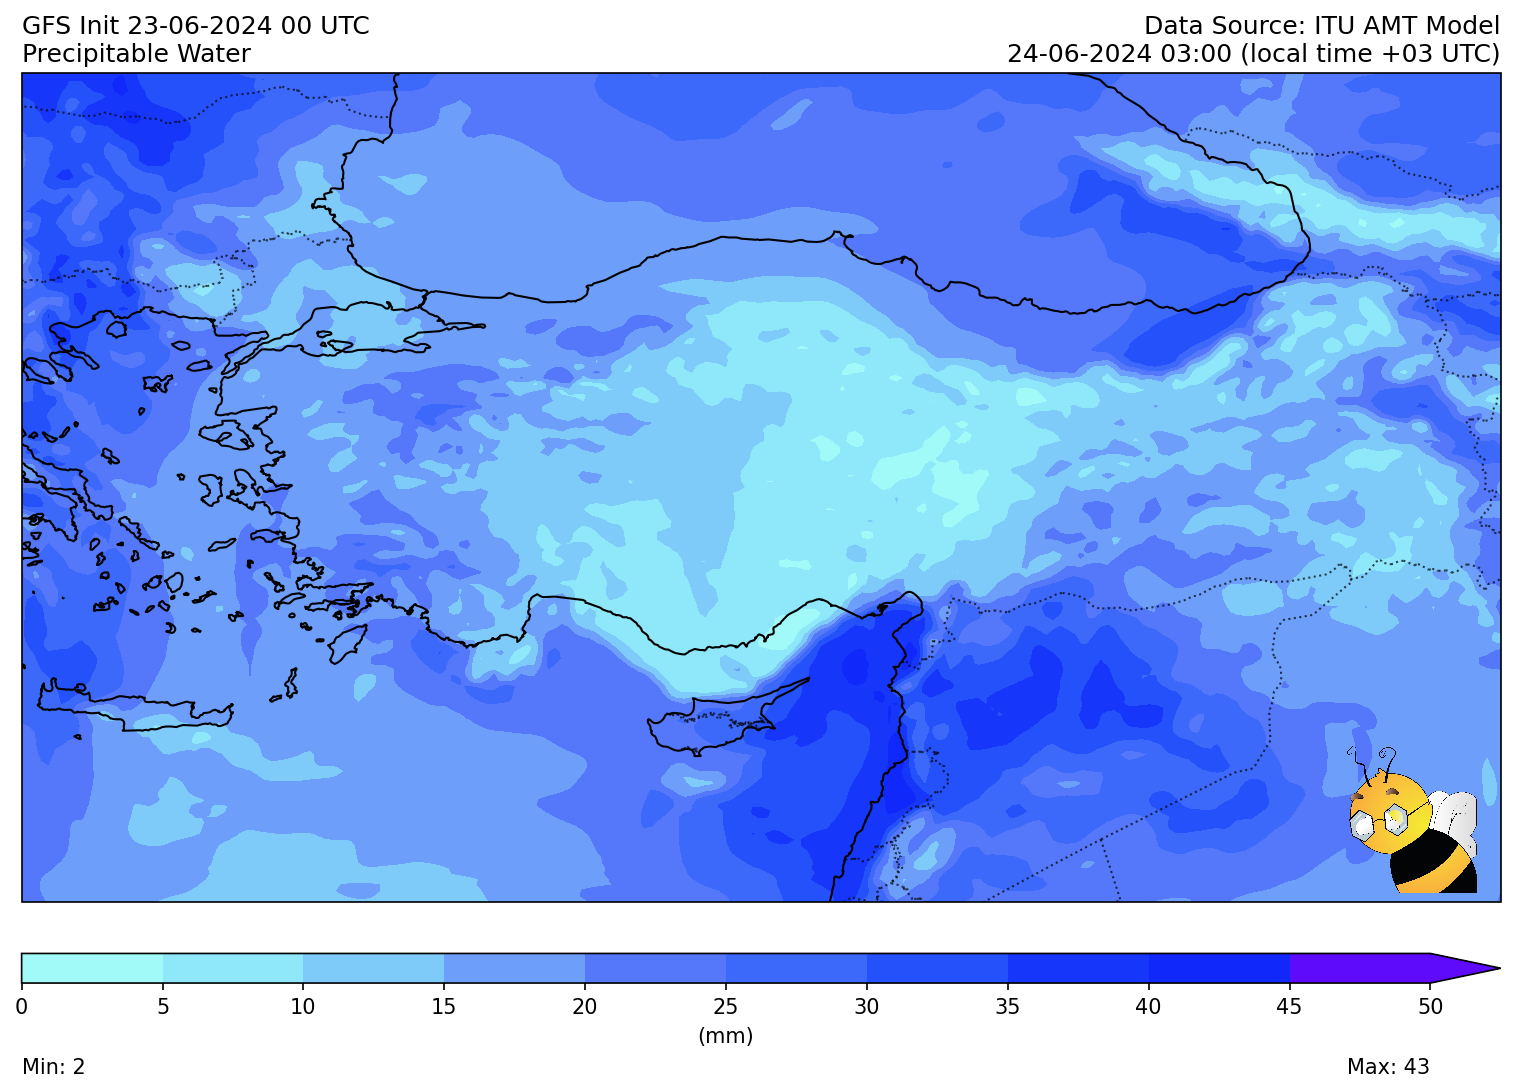 GFS Init 23-06-2024 00 UTC
Precipitable Water
Data Source: ITU AMT Model
24-06-2024 03:00 (local time +03 UTC)
0 5 10 15 20 25 30 35 40 45 50
(mm)
Min: 2
Max: 43